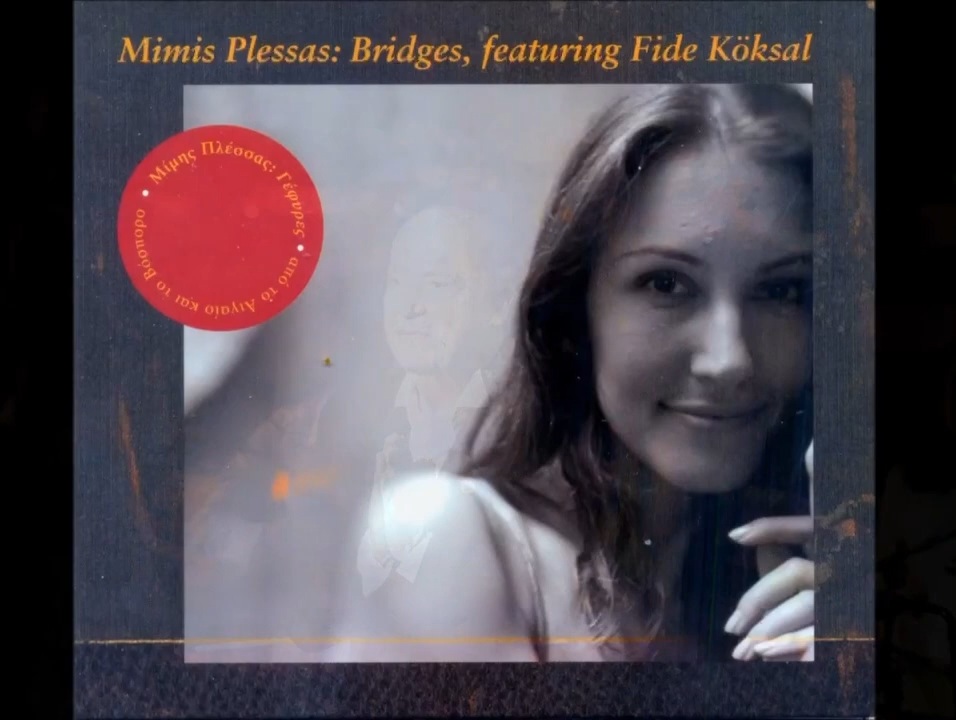 Mimis Plessas: Bridges, featuring Fide Köksal
Μίμης Πλέσσας: Γέφυρες • από το Αιγαίο και το Βόσπορο •